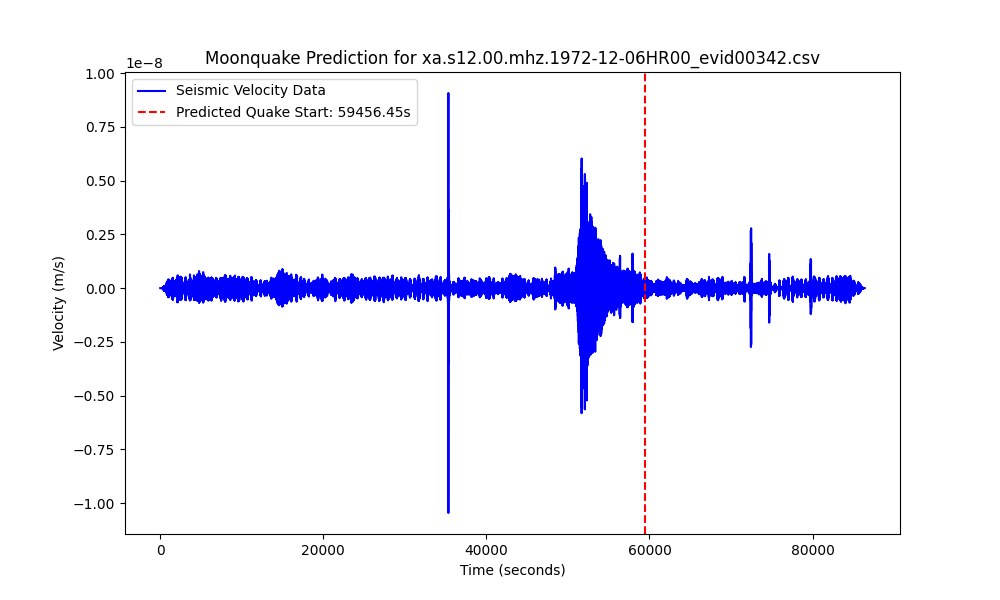 Moonquake Prediction for xa.s12.00.mhz.1972-12-06HR00_evid00342.csv
1e−8
Seismic Velocity Data
Predicted Quake Start: 59456.45s
1.00
0.75
0.50
0.25
0.00
−0.25
−0.50
−0.75
−1.00
Velocity (m/s)
0 20000 40000 60000 80000
Time (seconds)